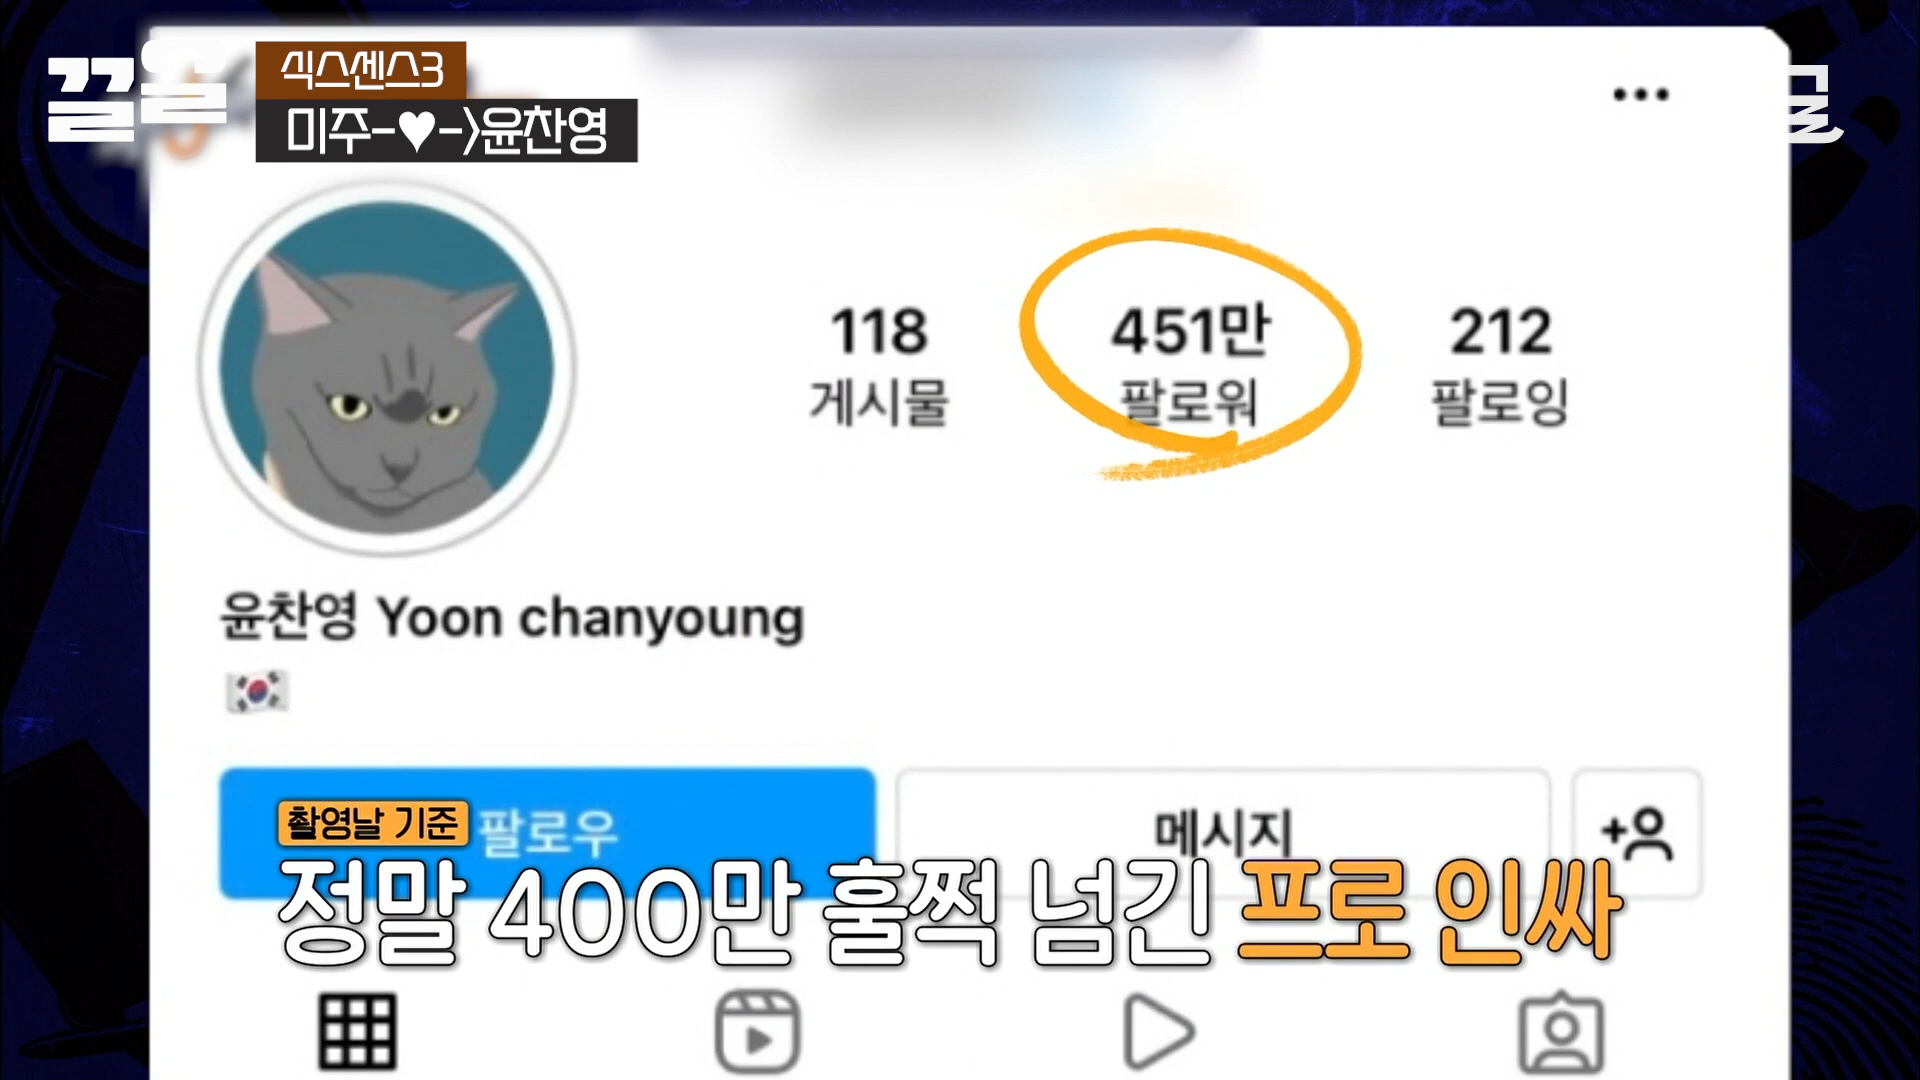 끌올
식스센스3
미주-♥->윤찬영
118
게시물
451만
팔로워
212
팔로잉
윤찬영 Yoon chanyoung
팔로우
메시지
촬영날 기준
정말 400만 훌쩍 넘긴 프로 인싸